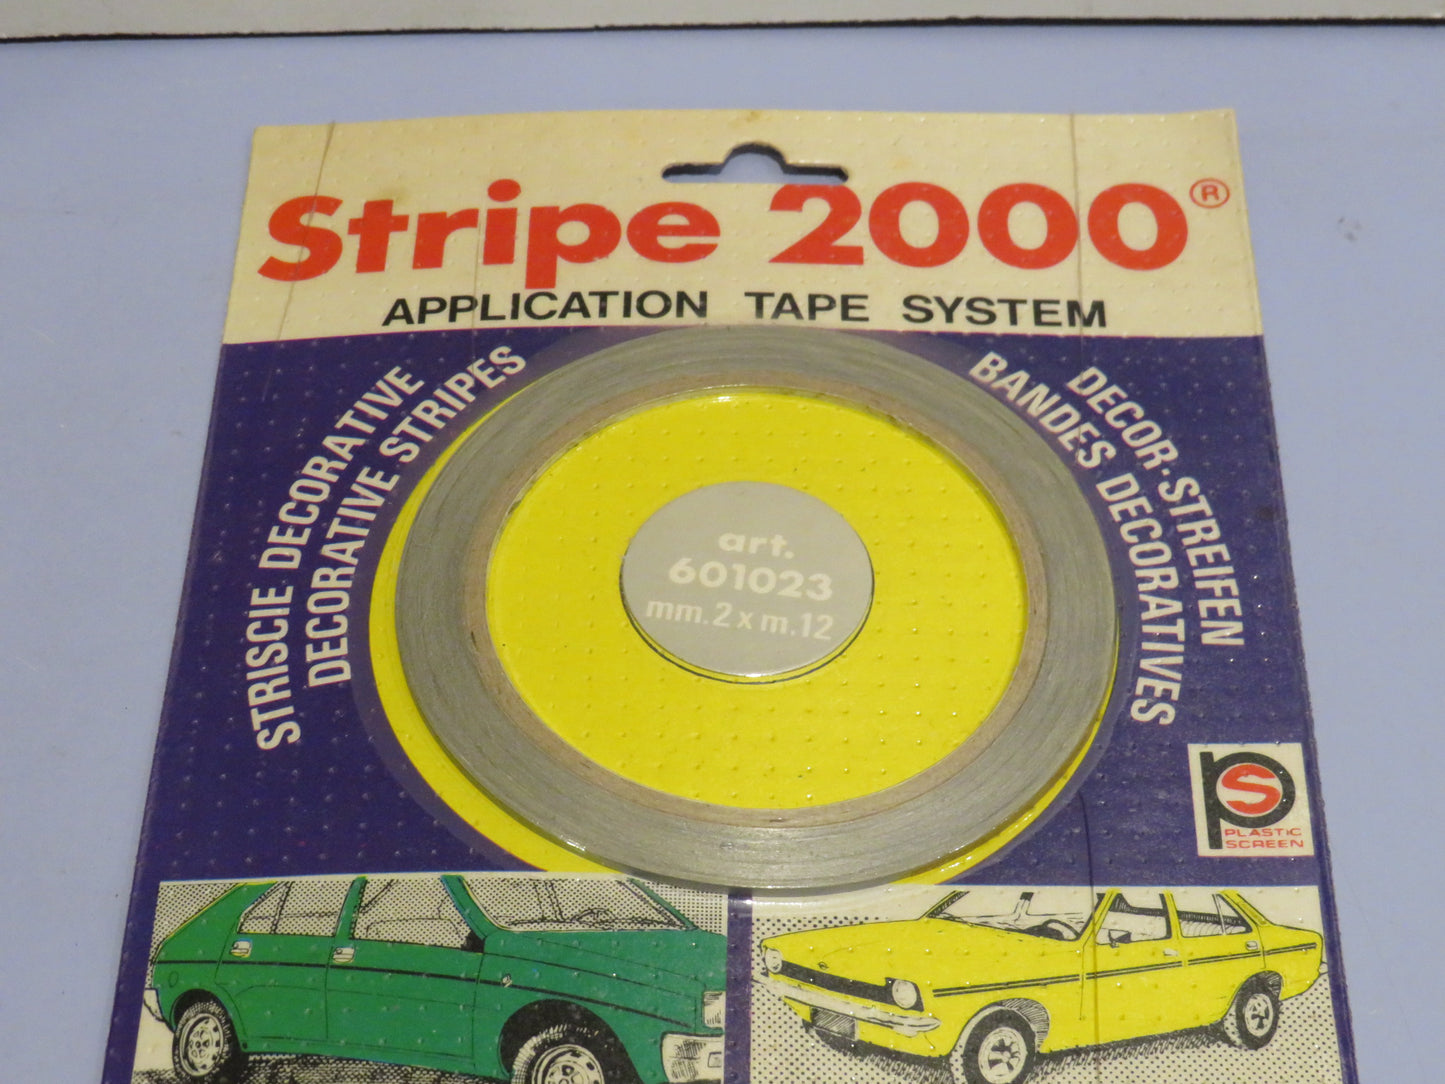 Stripe 2000®
APPLICATION TAPE SYSTEM
STRISCIE DECORATIVE
DECORATIVE STRIPES
DECOR-STREIFEN
BANDES DECORATIVES
art.
601023
mm.2 x m.12
PS
PLASTIC
SCREEN